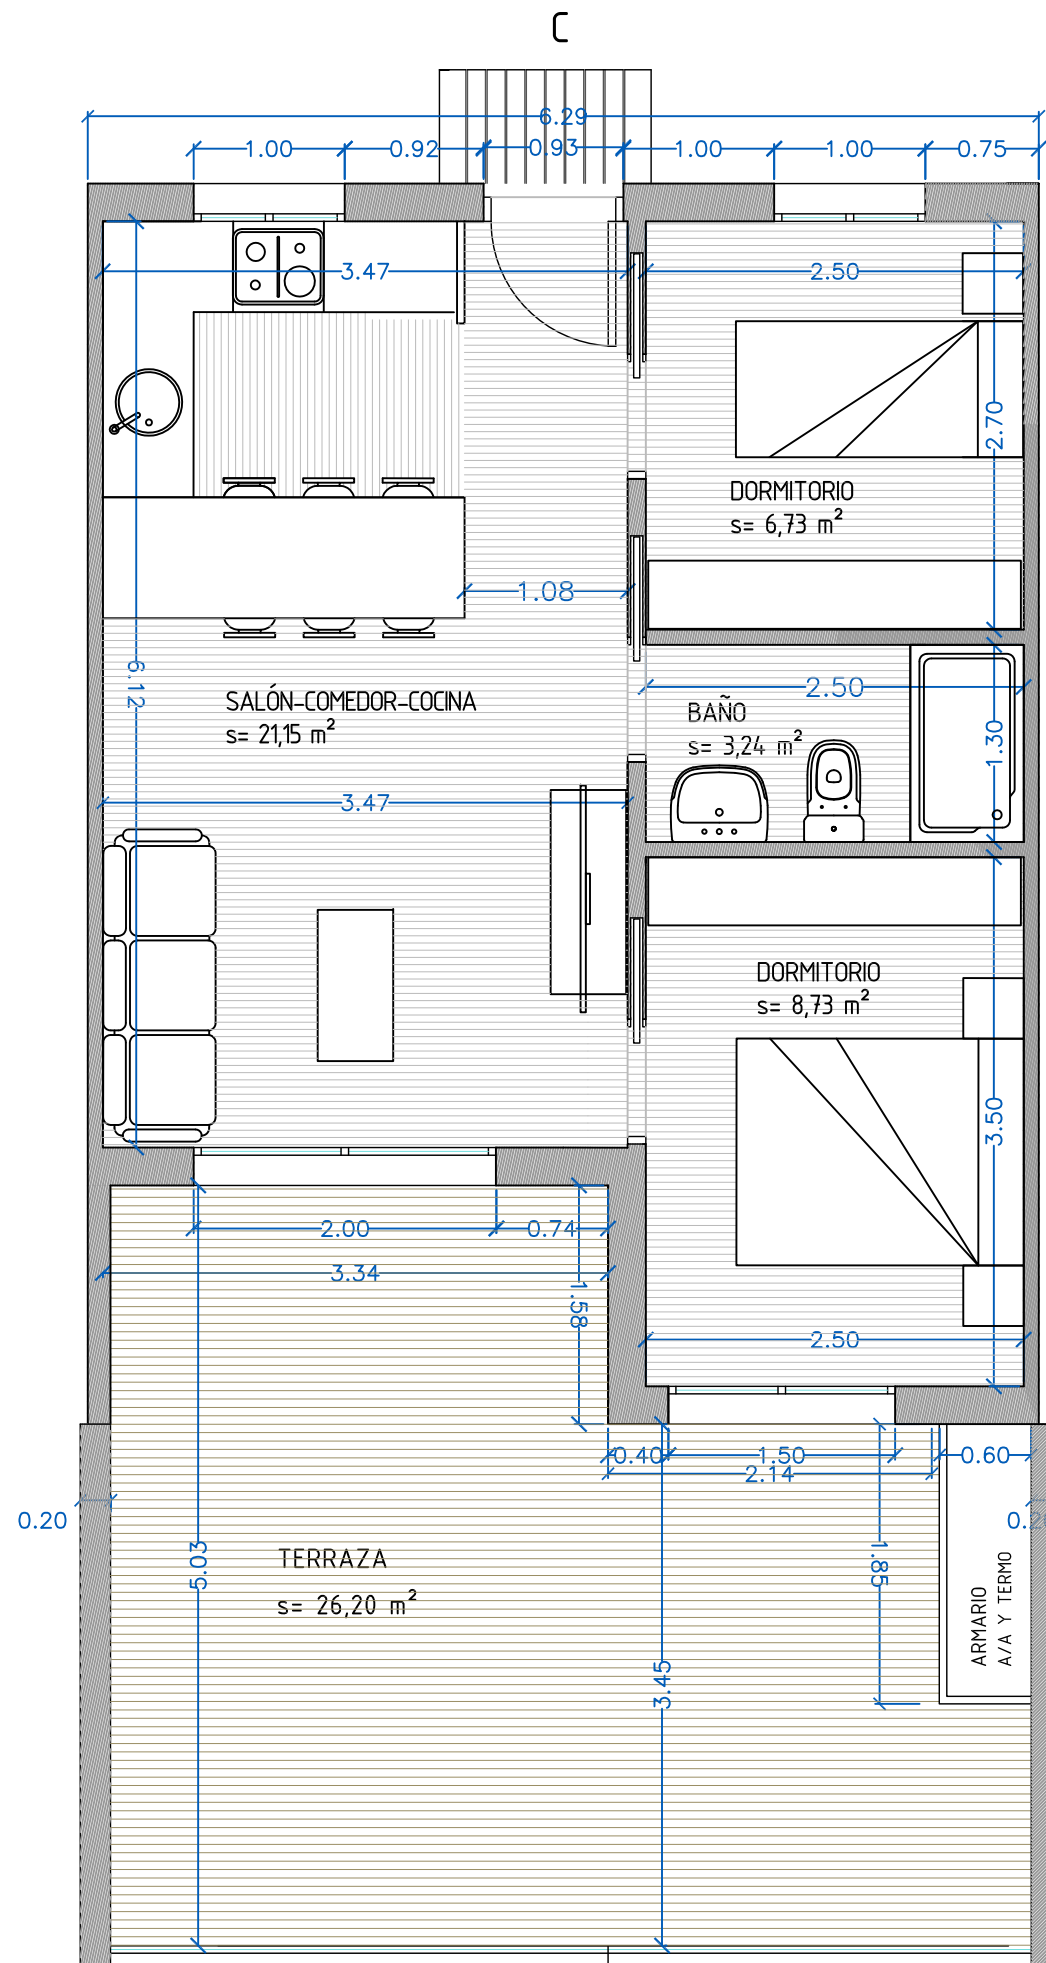 C
6.29
1.00
0.92
0.93
1.00
1.00
0.75
3.47
2.50
2.70
DORMITORIO
s= 6,73 m²
1.08
6.12
SALÓN-COMEDOR-COCINA
s= 21,15 m²
2.50
BAÑO
s= 3,24 m²
1.30
3.47
DORMITORIO
s= 8,73 m²
3.50
2.00
0.74
3.34
1.58
2.50
0.40
1.50
0.60
2.14
0.20
5.03
TERRAZA
s= 26,20 m²
1.85
3.45
ARMARIO
A/A Y TERMO